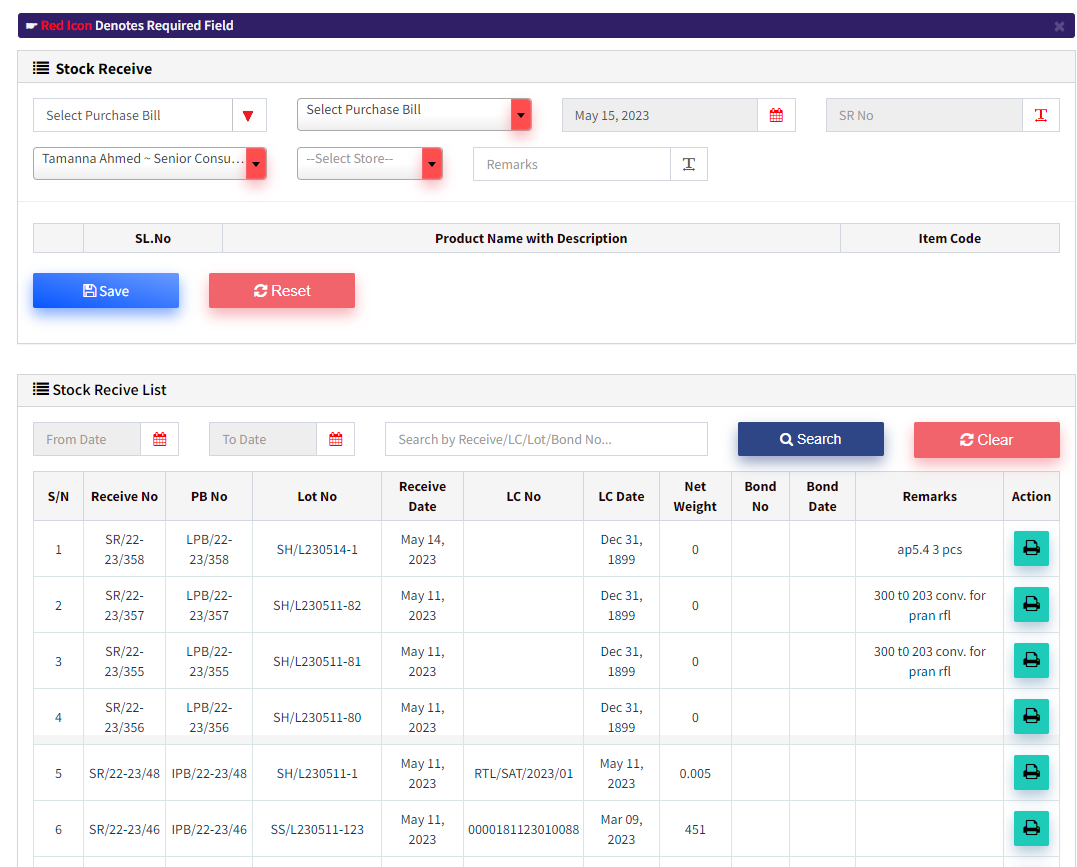 Red Icon Denotes Required Field
Stock Receive
Select Purchase Bill
Select Purchase Bill
May 15, 2023
SR No
Tamanna Ahmed ~ Senior Consu...
--Select Store--
Remarks
SL.No Product Name with Description Item Code
Save
Reset
Stock Recive List
From Date
To Date
Search by Receive/LC/Lot/Bond No...
Search
Clear
S/N Receive No PB No Lot No Receive Date LC No LC Date Net Weight Bond No Bond Date Remarks Action
1 SR/22-23/358 LPB/22-23/358 SH/L230514-1 May 14, 2023 Dec 31, 1899 0 ap5.4 3 pcs
2 SR/22-23/357 LPB/22-23/357 SH/L230511-82 May 11, 2023 Dec 31, 1899 0 300 t0 203 conv. for pran rfl
3 SR/22-23/355 LPB/22-23/355 SH/L230511-81 May 11, 2023 Dec 31, 1899 0 300 t0 203 conv. for pran rfl
4 SR/22-23/356 LPB/22-23/356 SH/L230511-80 May 11, 2023 Dec 31, 1899 0
5 SR/22-23/48 IPB/22-23/48 SH/L230511-1 May 11, 2023 RTL/SAT/2023/01 May 11, 2023 0.005
6 SR/22-23/46 IPB/22-23/46 SS/L230511-123 May 11, 2023 0000181123010088 Mar 09, 2023 451